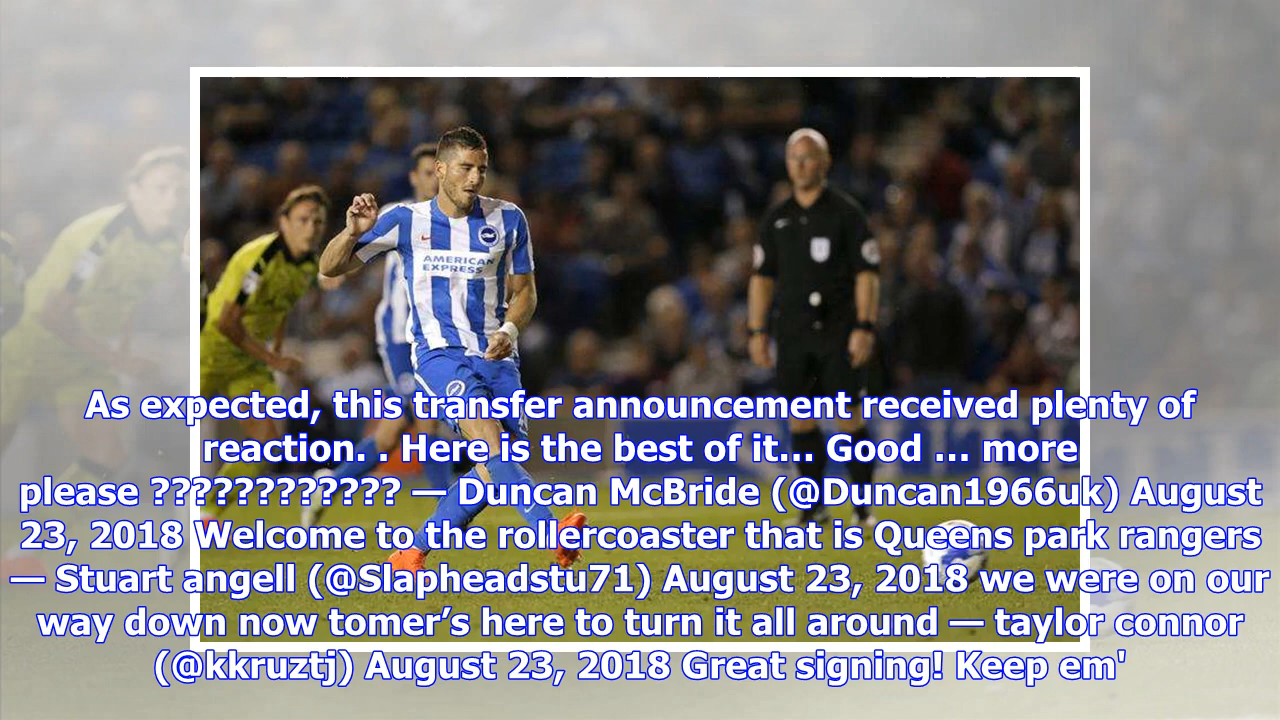 AMERICAN
EXPRESS
As expected, this transfer announcement received plenty of
reaction. . Here is the best of it... Good ... more
please ???????????? — Duncan McBride (@Duncan1966uk) August
23, 2018 Welcome to the rollercoaster that is Queens park rangers
— Stuart angell (@Slapheadstu71) August 23, 2018 we were on our
way down now tomer’s here to turn it all around — taylor connor
(@kkruztj) August 23, 2018 Great signing! Keep em'